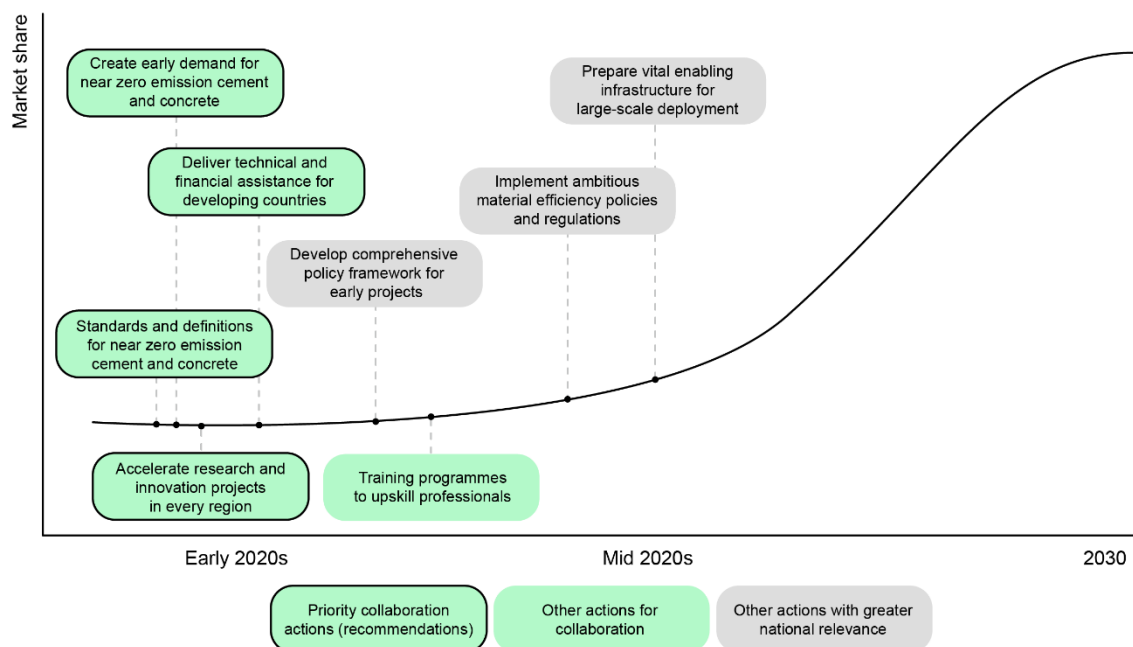 Market share
Create early demand for
near zero emission cement
and concrete
Prepare vital enabling
infrastructure for
large-scale deployment
Deliver technical and
financial assistance for
developing countries
Implement ambitious
material efficiency policies
and regulations
Develop comprehensive
policy framework for
early projects
Standards and definitions
for near zero emission
cement and concrete
Accelerate research and
innovation projects
in every region
Training programmes
to upskill professionals
Early 2020s
Mid 2020s
2030
Priority collaboration
actions (recommendations)
Other actions for
collaboration
Other actions with greater
national relevance